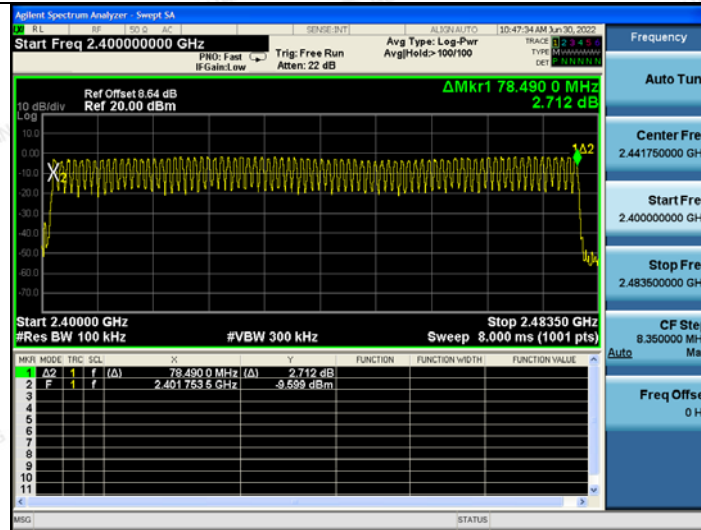 Agilent Spectrum Analyzer - Swept SA
RL RF 50 Ω AC SENSE:INT ALIGN AUTO 10:47:34 AM Jun 30, 2022
Start Freq 2.400000000 GHz
PNO: Fast
IFGain:Low
Trig: Free Run
Atten: 22 dB
Avg Type: Log-Pwr
Avg|Hold:>100/100
TRACE 1 2 3 4 5 6
TYPE M
DET P N N N N N
Ref Offset 8.64 dB
Ref 20.00 dBm
10 dB/div
Log
ΔMkr1 78.490 0 MHz
2.712 dB
10.0
0.00
-10.0
-20.0
-30.0
-40.0
-50.0
-60.0
-70.0
1Δ2
2
Start 2.40000 GHz
Stop 2.48350 GHz
#Res BW 100 kHz
#VBW 300 kHz
Sweep 8.000 ms (1001 pts)
MKR MODE TRC SCL X Y FUNCTION FUNCTION WIDTH FUNCTION VALUE
1 Δ2 1 f (Δ) 78.490 0 MHz (Δ) 2.712 dB
2 F 1 f 2.401 753 5 GHz -9.599 dBm
3
4
5
6
7
8
9
10
11
MSG
STATUS
Frequency
Auto Tun
Center Fre
2.441750000 GH
Start Fre
2.400000000 GH
Stop Fre
2.483500000 GH
CF Ste
8.350000 MH
Auto Ma
Freq Offse
0 H